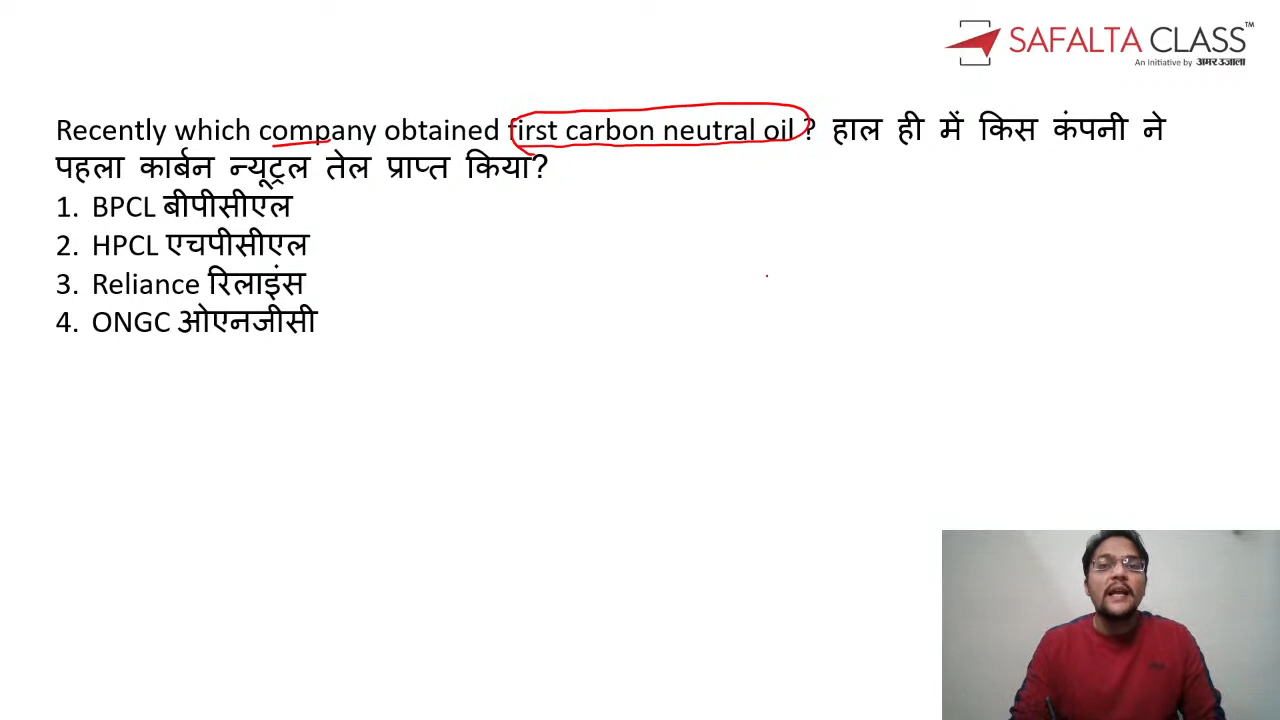 SAFALTA CLASS™
An Initiative by अमर उजाला
Recently which company obtained first carbon neutral oil ? हाल ही में किस कंपनी ने
पहला कार्बन न्यूट्रल तेल प्राप्त किया?
1. BPCL बीपीसीएल
2. HPCL एचपीसीएल
3. Reliance रिलाइंस
4. ONGC ओएनजीसी